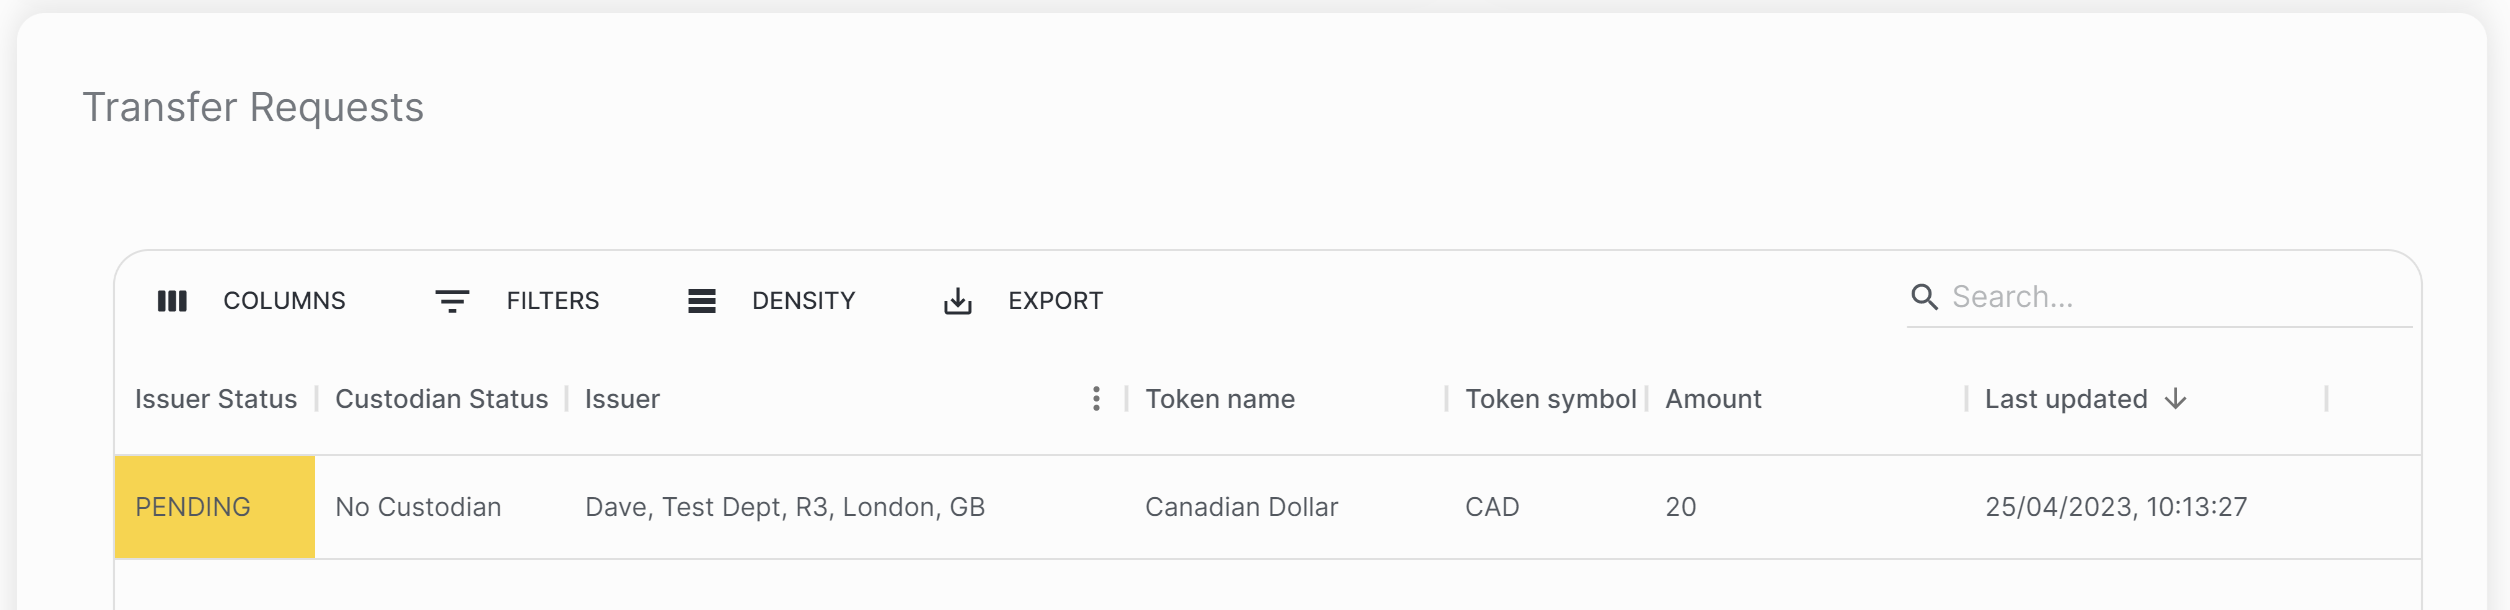 Transfer Requests
COLUMNS FILTERS DENSITY EXPORT Search...
Issuer Status Custodian Status Issuer Token name Token symbol Amount Last updated
PENDING No Custodian Dave, Test Dept, R3, London, GB Canadian Dollar CAD 20 25/04/2023, 10:13:27